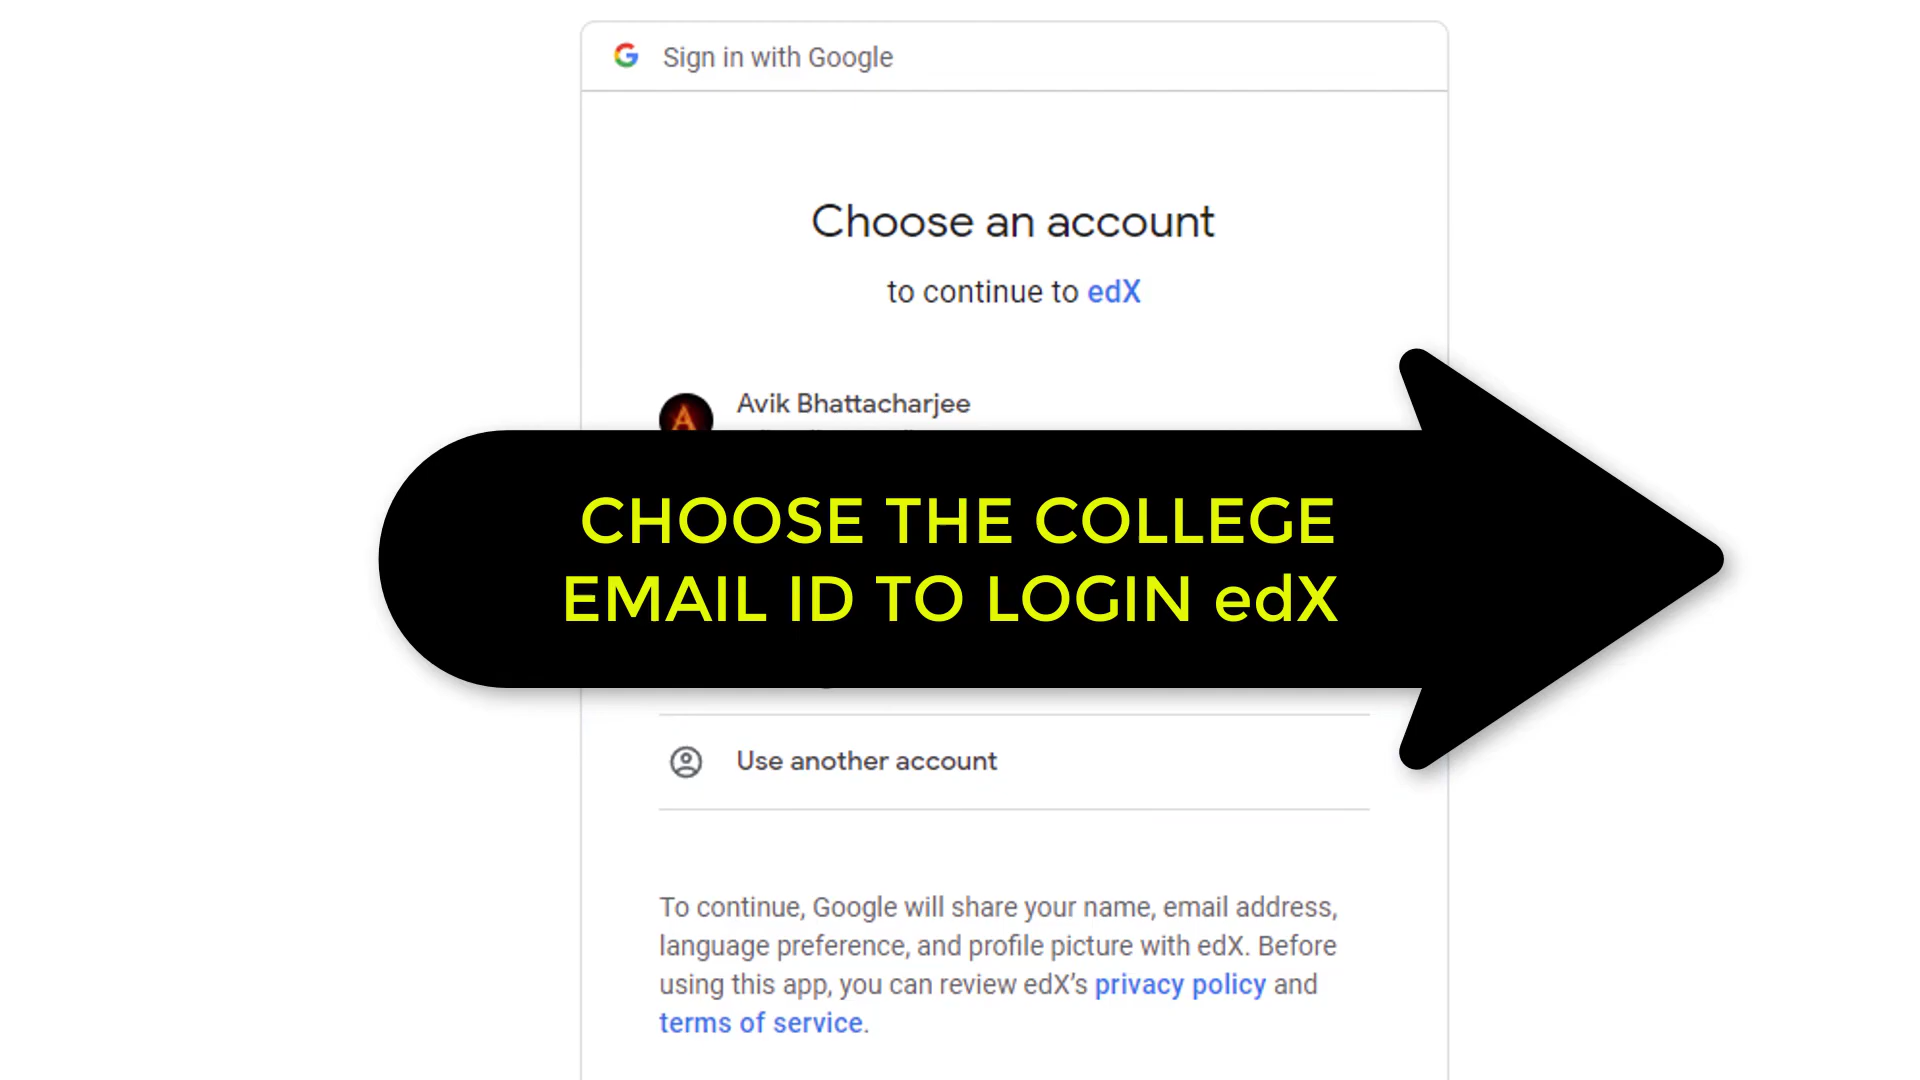 Sign in with Google
Choose an account
to continue to edX
Avik Bhattacharjee
CHOOSE THE COLLEGE
EMAIL ID TO LOGIN edX
Use another account
To continue, Google will share your name, email address,
language preference, and profile picture with edX. Before
using this app, you can review edX’s privacy policy and
terms of service.